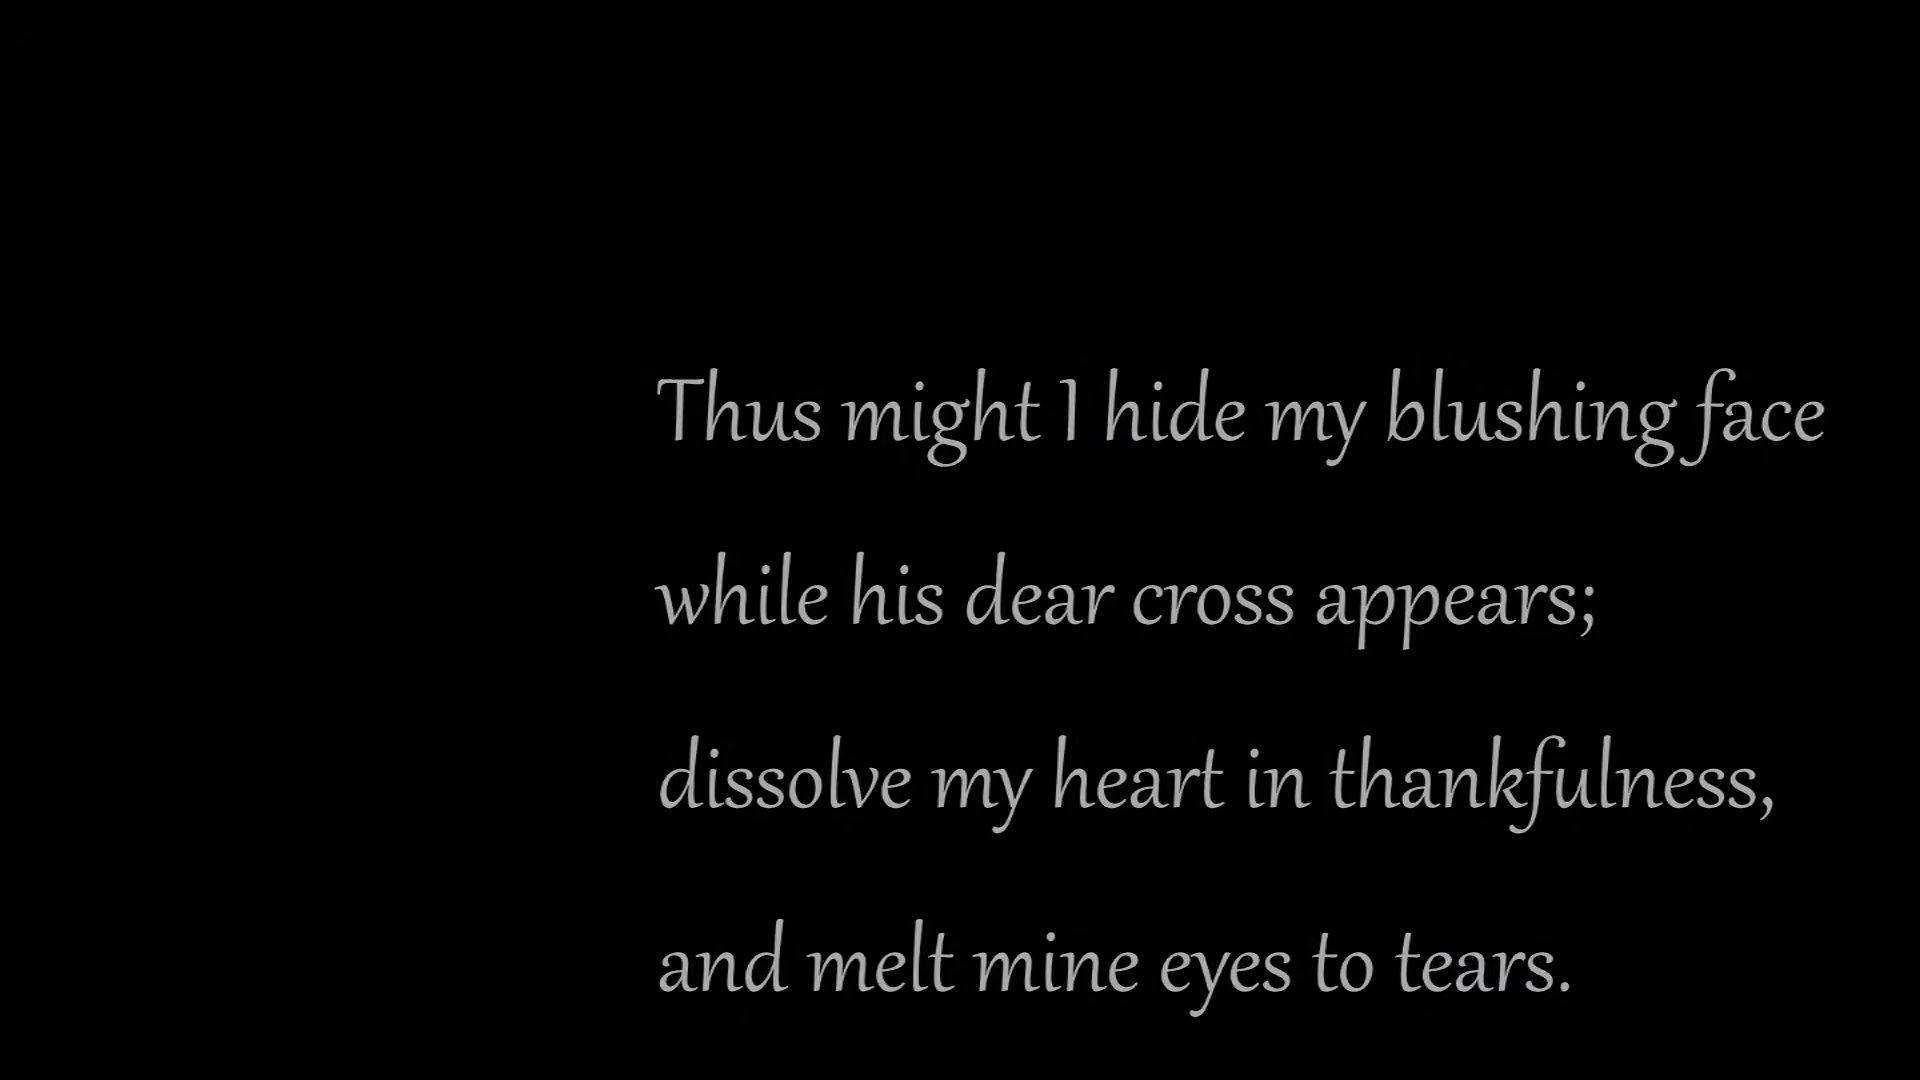 Thus might I hide my blushing face
while his dear cross appears;
dissolve my heart in thankfulness,
and melt mine eyes to tears.